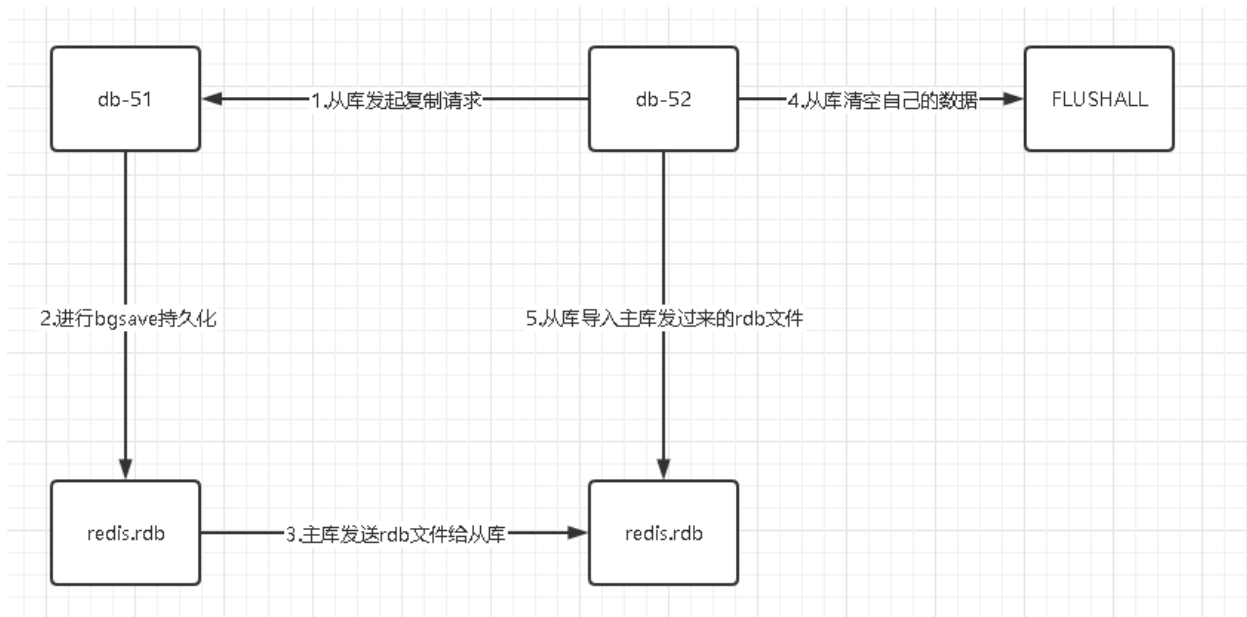 db-51
1.从库发起复制请求
db-52
4.从库清空自己的数据
FLUSHALL
2.进行bgsave持久化
5.从库导入主库发过来的rdb文件
redis.rdb
3.主库发送rdb文件给从库
redis.rdb